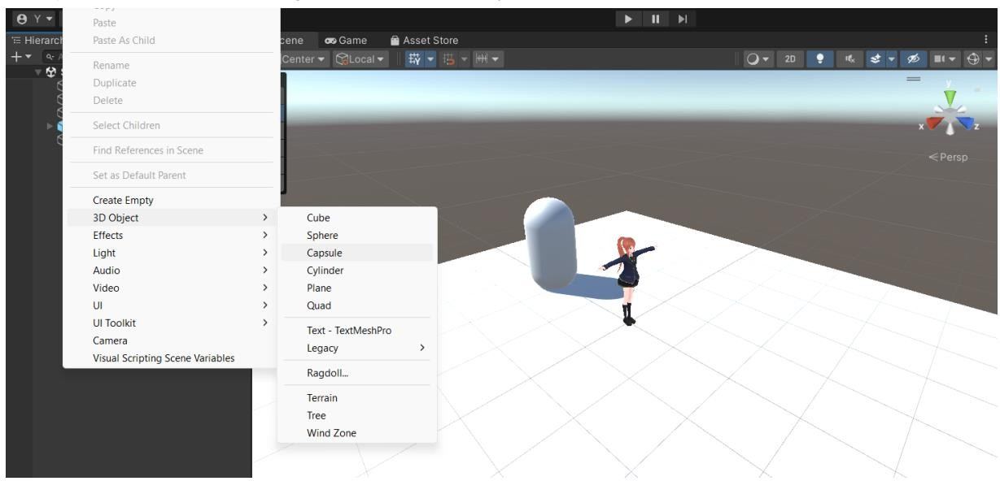 Y
Hierarch
Paste
Paste As Child
Rename
Duplicate
Delete
Select Children
Find References in Scene
Set as Default Parent
Create Empty
3D Object
Effects
Light
Audio
Video
UI
UI Toolkit
Camera
Visual Scripting Scene Variables
Cube
Sphere
Capsule
Cylinder
Plane
Quad
Text - TextMeshPro
Legacy
Ragdoll...
Terrain
Tree
Wind Zone
cene
Game
Asset Store
Center
Local
2D
y
x
z
Persp